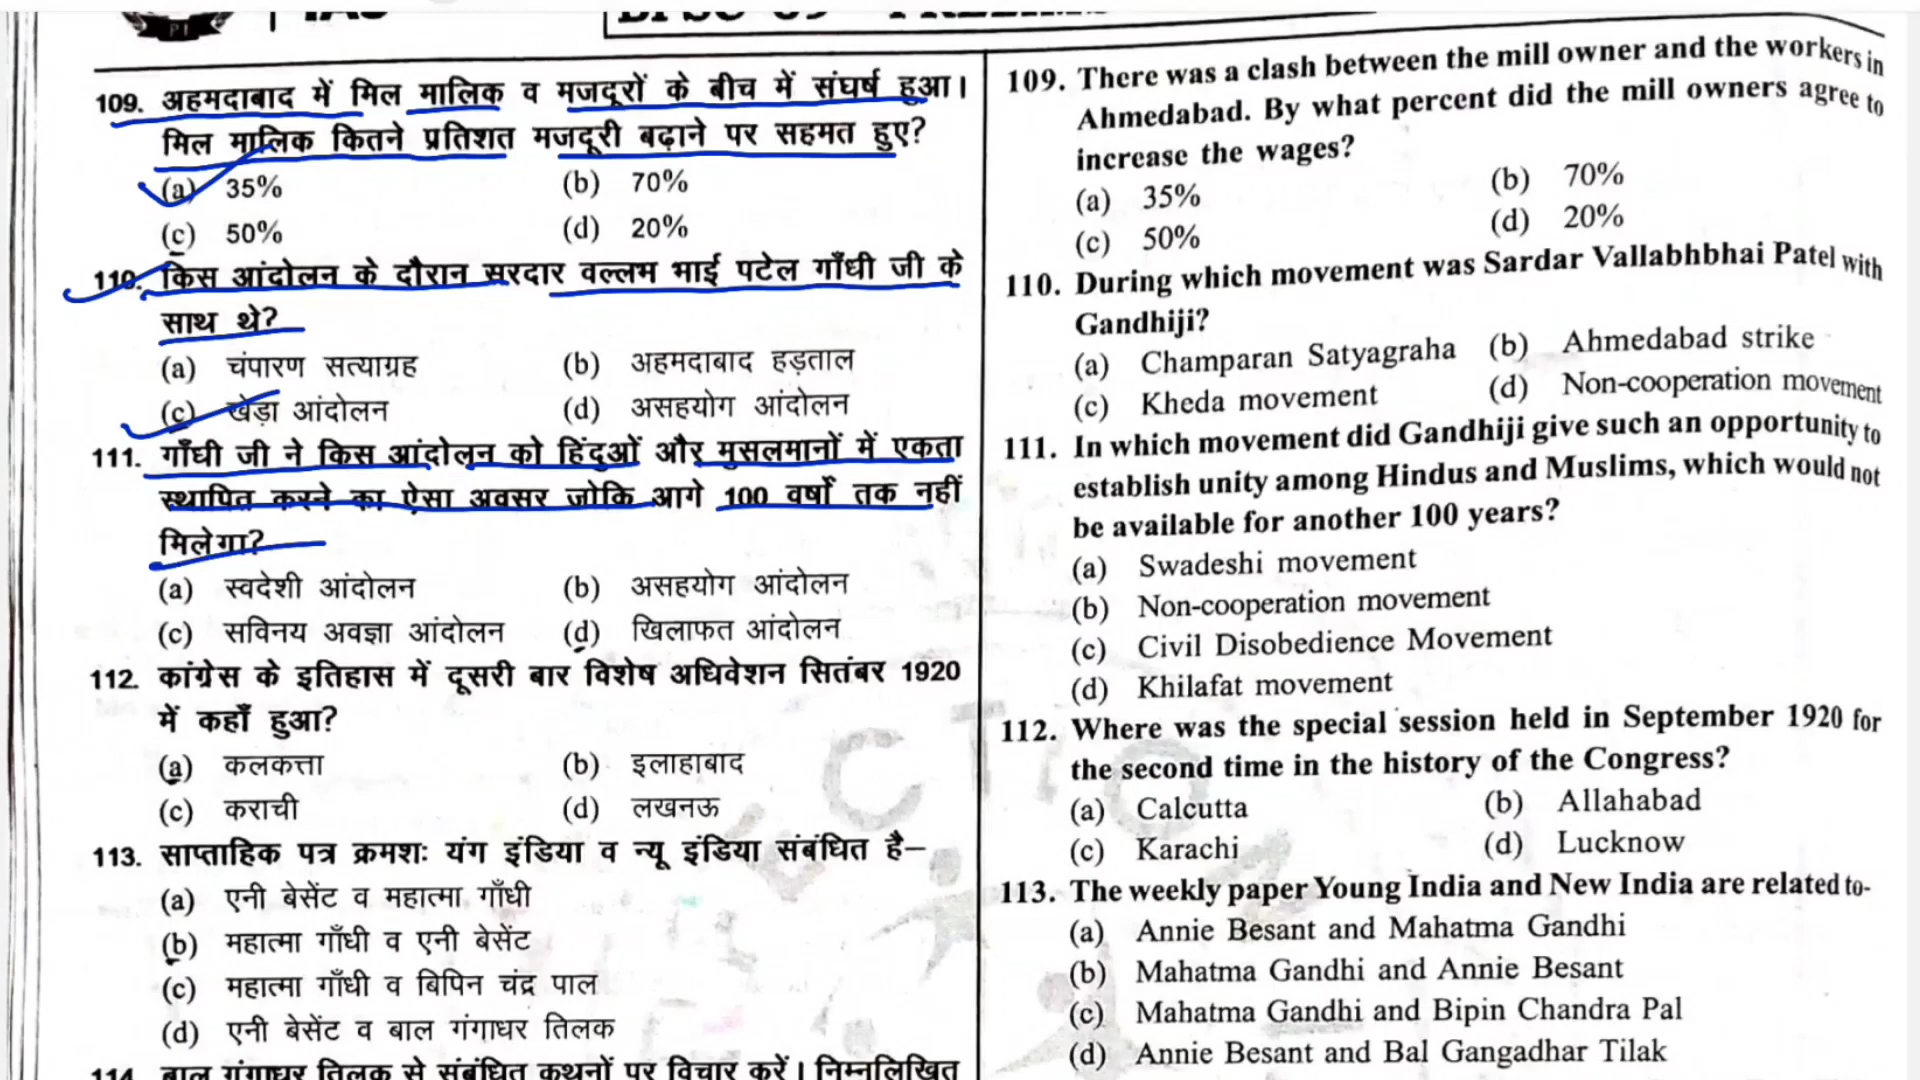 109. अहमदाबाद में मिल मालिक व मजदूरों के बीच में संघर्ष हुआ।
मिल मालिक कितने प्रतिशत मजदूरी बढ़ाने पर सहमत हुए?
(a) 35% (b) 70%
(c) 50% (d) 20%
110. किस आंदोलन के दौरान सरदार वल्लभ भाई पटेल गाँधी जी के
साथ थे?
(a) चंपारण सत्याग्रह (b) अहमदाबाद हड़ताल
(c) खेड़ा आंदोलन (d) असहयोग आंदोलन
111. गाँधी जी ने किस आंदोलन को हिंदुओं और मुसलमानों में एकता
स्थापित करने का ऐसा अवसर जोकि आगे 100 वर्षों तक नहीं
मिलेगा?
(a) स्वदेशी आंदोलन (b) असहयोग आंदोलन
(c) सविनय अवज्ञा आंदोलन (d) खिलाफत आंदोलन
112. कांग्रेस के इतिहास में दूसरी बार विशेष अधिवेशन सितंबर 1920
में कहाँ हुआ?
(a) कलकत्ता (b) इलाहाबाद
(c) कराची (d) लखनऊ
113. साप्ताहिक पत्र क्रमशः यंग इंडिया व न्यू इंडिया संबंधित है–
(a) एनी बेसेंट व महात्मा गाँधी
(b) महात्मा गाँधी व एनी बेसेंट
(c) महात्मा गाँधी व बिपिन चंद्र पाल
(d) एनी बेसेंट व बाल गंगाधर तिलक
114. बाल गंगाधर तिलक से संबंधित कथनों पर विचार करें। निम्नलिखित
109. There was a clash between the mill owner and the workers in
Ahmedabad. By what percent did the mill owners agree to
increase the wages?
(a) 35% (b) 70%
(c) 50% (d) 20%
110. During which movement was Sardar Vallabhbhai Patel with
Gandhiji?
(a) Champaran Satyagraha (b) Ahmedabad strike
(c) Kheda movement (d) Non-cooperation movement
111. In which movement did Gandhiji give such an opportunity to
establish unity among Hindus and Muslims, which would not
be available for another 100 years?
(a) Swadeshi movement
(b) Non-cooperation movement
(c) Civil Disobedience Movement
(d) Khilafat movement
112. Where was the special session held in September 1920 for
the second time in the history of the Congress?
(a) Calcutta (b) Allahabad
(c) Karachi (d) Lucknow
113. The weekly paper Young India and New India are related to-
(a) Annie Besant and Mahatma Gandhi
(b) Mahatma Gandhi and Annie Besant
(c) Mahatma Gandhi and Bipin Chandra Pal
(d) Annie Besant and Bal Gangadhar Tilak